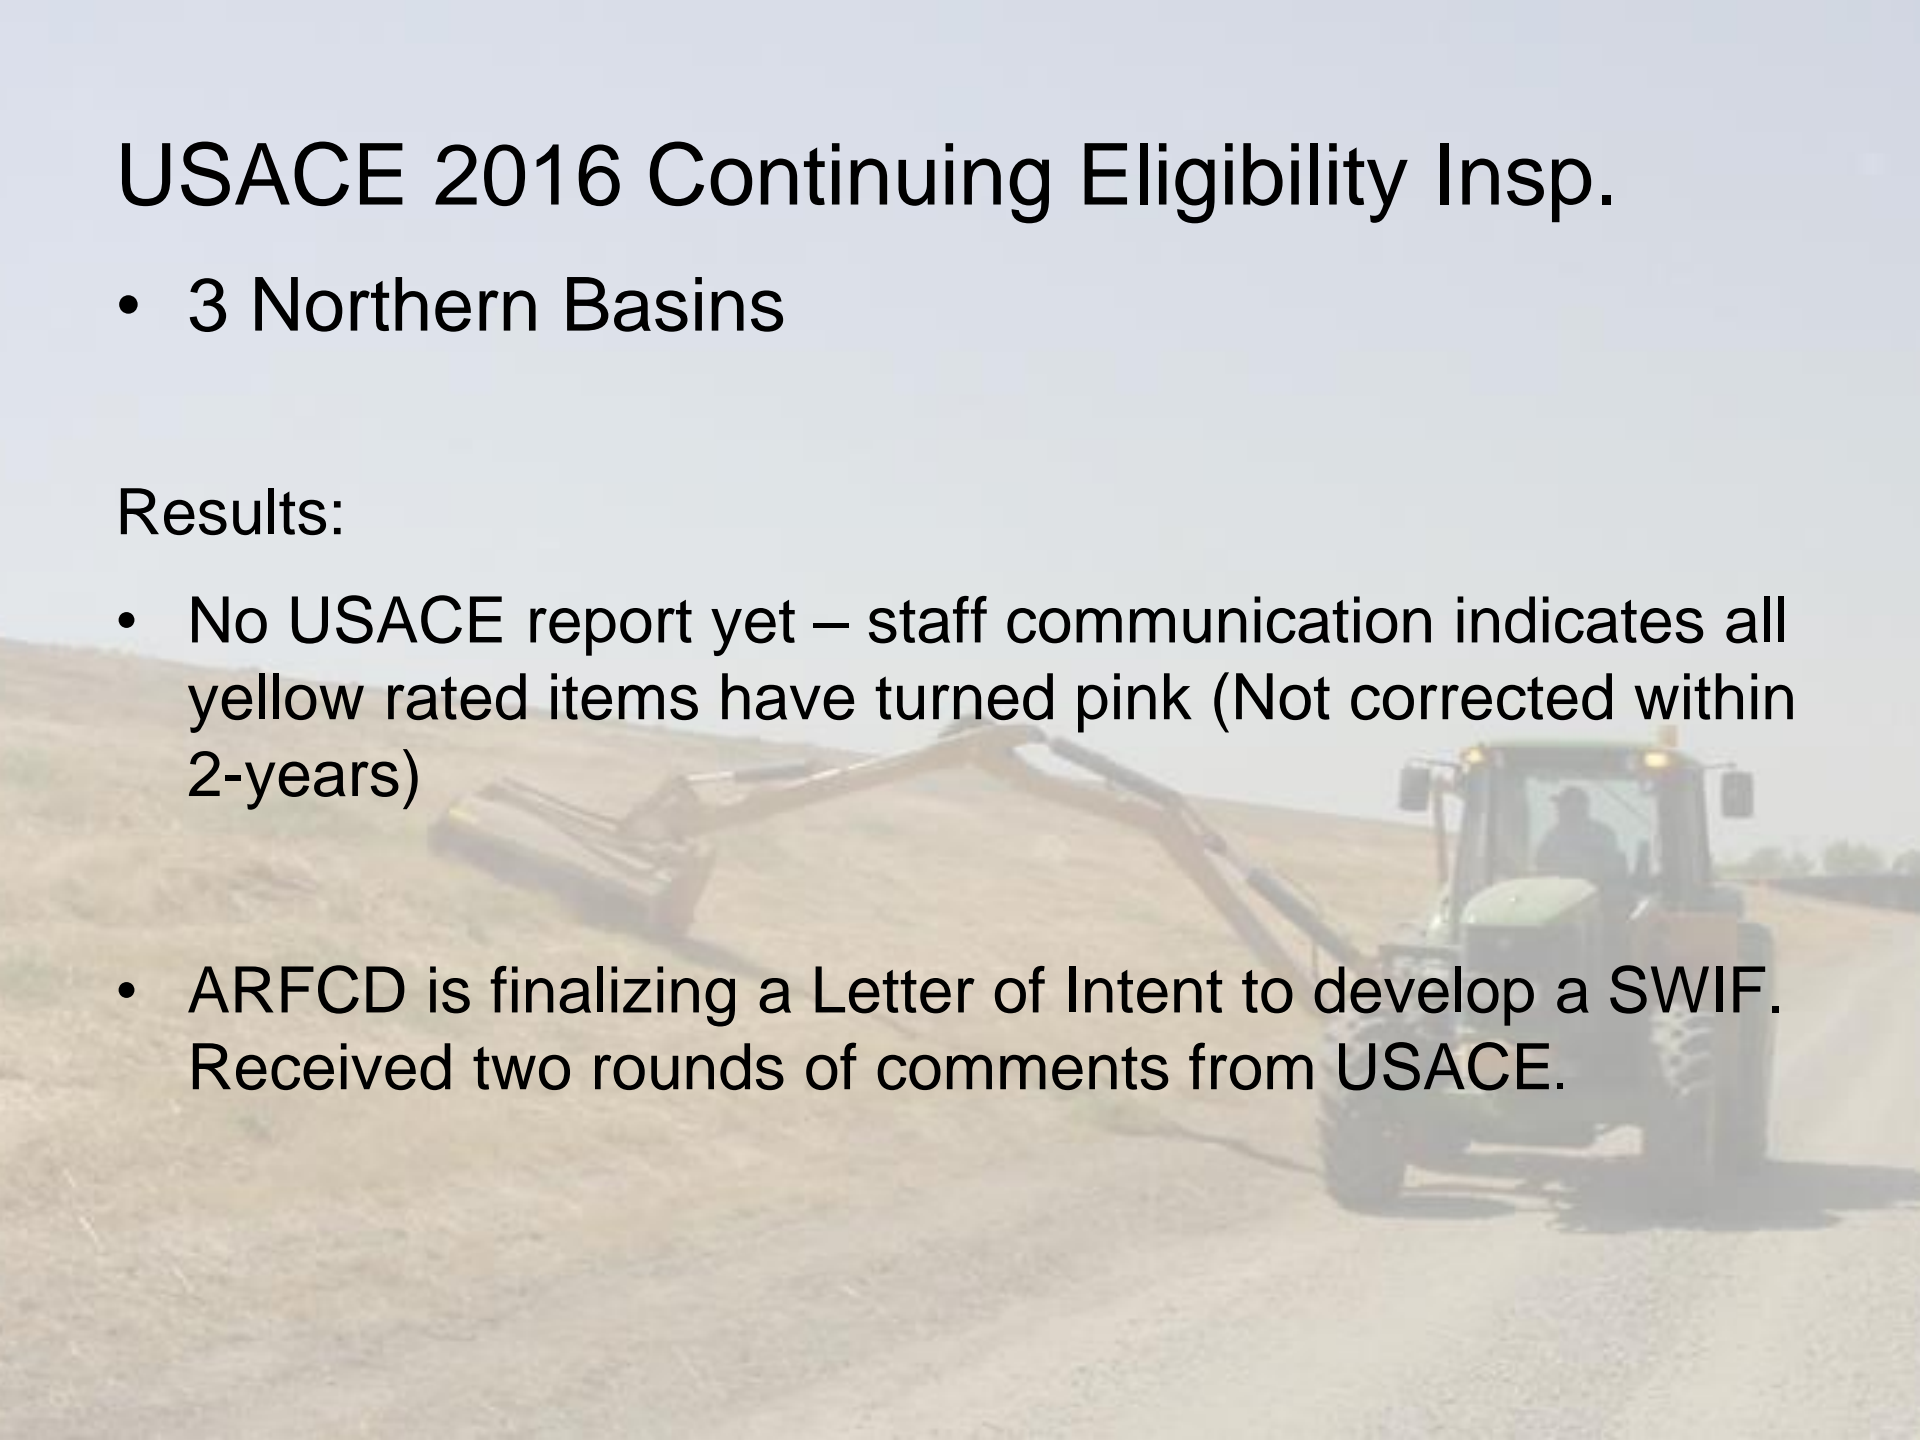 USACE 2016 Continuing Eligibility Insp.
• 3 Northern Basins
Results:
• No USACE report yet – staff communication indicates all
yellow rated items have turned pink (Not corrected within
2-years)
• ARFCD is finalizing a Letter of Intent to develop a SWIF.
Received two rounds of comments from USACE.